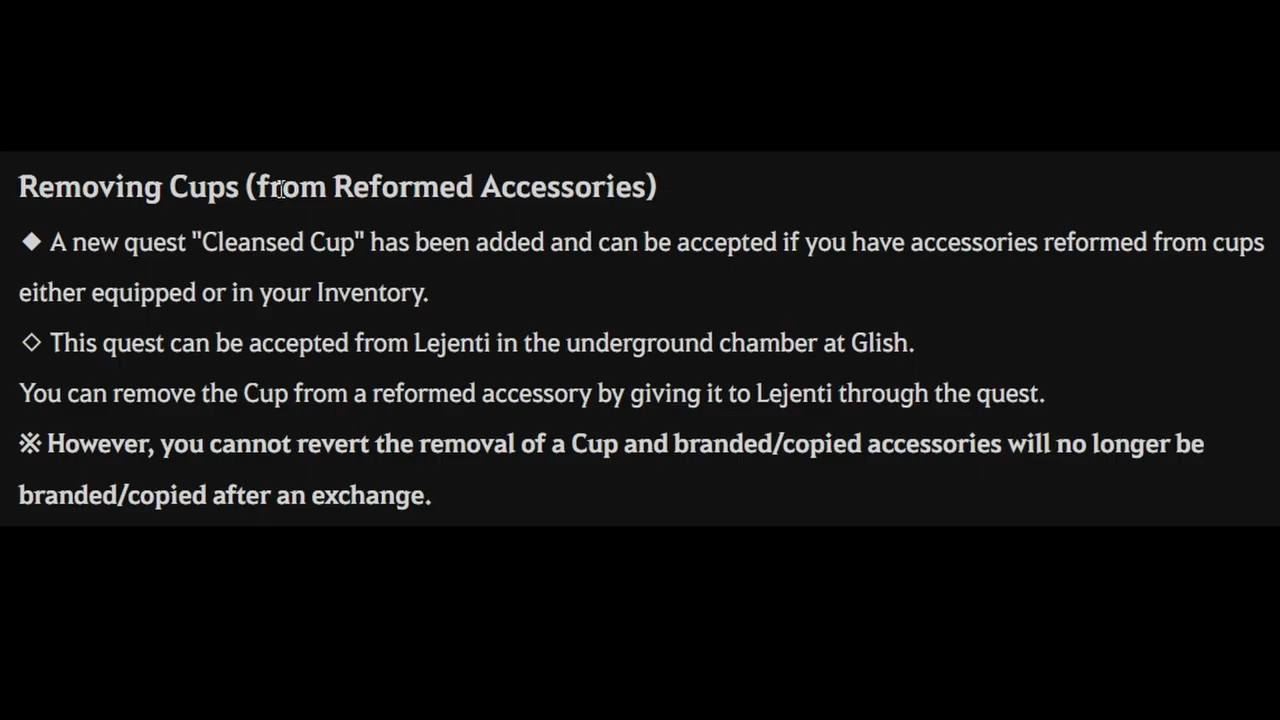 Removing Cups (from Reformed Accessories)
◆ A new quest "Cleansed Cup" has been added and can be accepted if you have accessories reformed from cups
either equipped or in your Inventory.
◇ This quest can be accepted from Lejenti in the underground chamber at Glish.
You can remove the Cup from a reformed accessory by giving it to Lejenti through the quest.
※ However, you cannot revert the removal of a Cup and branded/copied accessories will no longer be
branded/copied after an exchange.